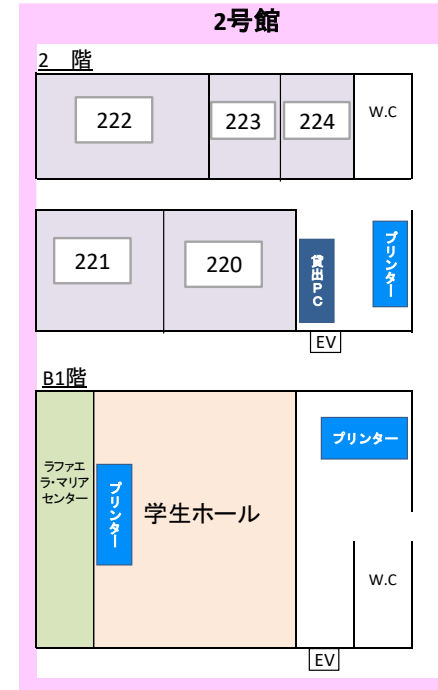 2号館
2 階
222
223
224
W.C
221
220
貸出PC
プリンター
EV
B1階
ラファエ
ラ・マリア
センター
プリンター
学生ホール
プリンター
W.C
EV